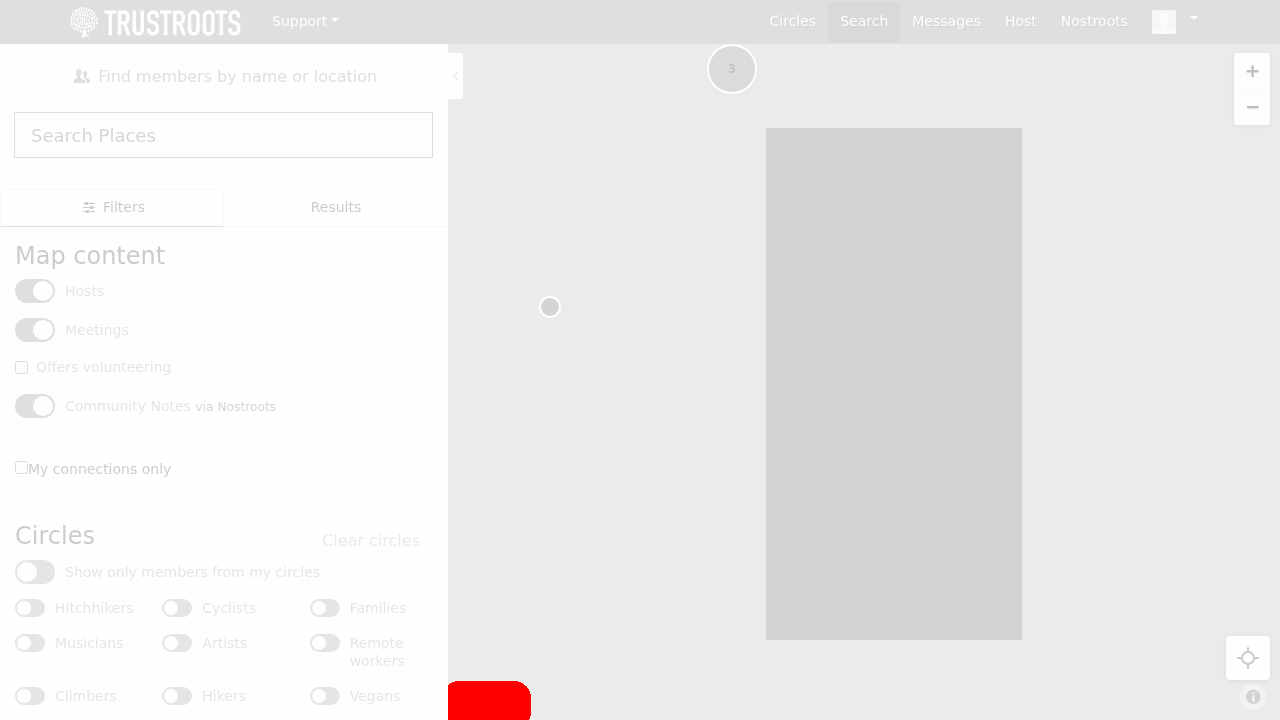 TRUSTROOTS Support Circles Search Messages Host Nostroots
Find members by name or location
3
+
Search Places
−
Filters Results
Map content
Hosts
Meetings
Offers volunteering
Community Notes via Nostroots
My connections only
Circles Clear circles
Show only members from my circles
Hitchhikers Cyclists Families
Musicians Artists Remote workers
Climbers Hikers Vegans